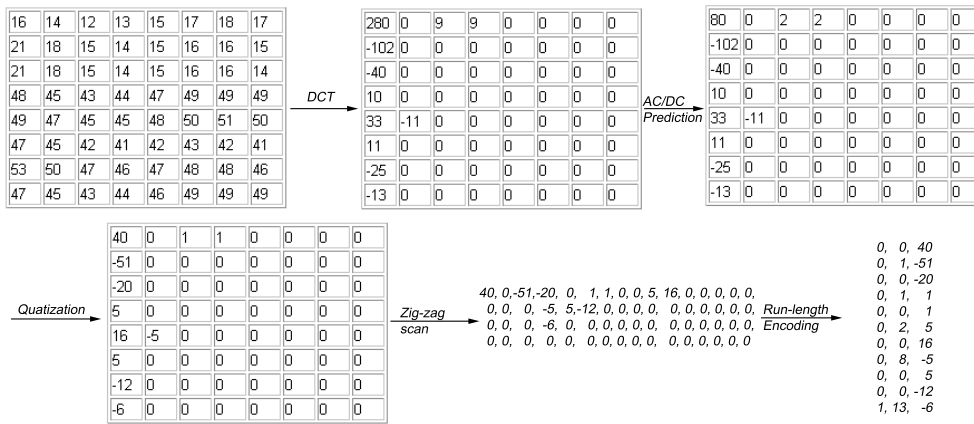 16 14 12 13 15 17 18 17
21 18 15 14 15 16 16 15
21 18 15 14 15 16 16 14
48 45 43 44 47 49 49 49
49 47 45 45 48 50 51 50
47 45 42 41 42 43 42 41
53 50 47 46 47 48 48 46
47 45 43 44 46 49 49 49
DCT
280 0 9 9 0 0 0 0
-102 0 0 0 0 0 0 0
-40 0 0 0 0 0 0 0
10 0 0 0 0 0 0 0
33 -11 0 0 0 0 0 0
11 0 0 0 0 0 0 0
-25 0 0 0 0 0 0 0
-13 0 0 0 0 0 0 0
AC/DC
Prediction
80 0 2 2 0 0 0 0
-102 0 0 0 0 0 0 0
-40 0 0 0 0 0 0 0
10 0 0 0 0 0 0 0
33 -11 0 0 0 0 0 0
11 0 0 0 0 0 0 0
-25 0 0 0 0 0 0 0
-13 0 0 0 0 0 0 0
Quatization
40 0 1 1 0 0 0 0
-51 0 0 0 0 0 0 0
-20 0 0 0 0 0 0 0
5 0 0 0 0 0 0 0
16 -5 0 0 0 0 0 0
5 0 0 0 0 0 0 0
-12 0 0 0 0 0 0 0
-6 0 0 0 0 0 0 0
Zig-zag
scan
40, 0,-51,-20, 0, 1, 1, 0, 0, 5, 16, 0, 0, 0, 0, 0,
0, 0, 0, -5, 5,-12, 0, 0, 0, 0, 0, 0, 0, 0, 0, 0,
0, 0, 0, -6, 0, 0, 0, 0, 0, 0, 0, 0, 0, 0, 0, 0,
0, 0, 0, 0, 0, 0, 0, 0, 0, 0, 0, 0, 0, 0, 0, 0
Run-length
Encoding
0, 0, 40
0, 1, -51
0, 0, -20
0, 1, 1
0, 0, 1
0, 2, 5
0, 0, 16
0, 8, -5
0, 0, 5
0, 0, -12
1, 13, -6